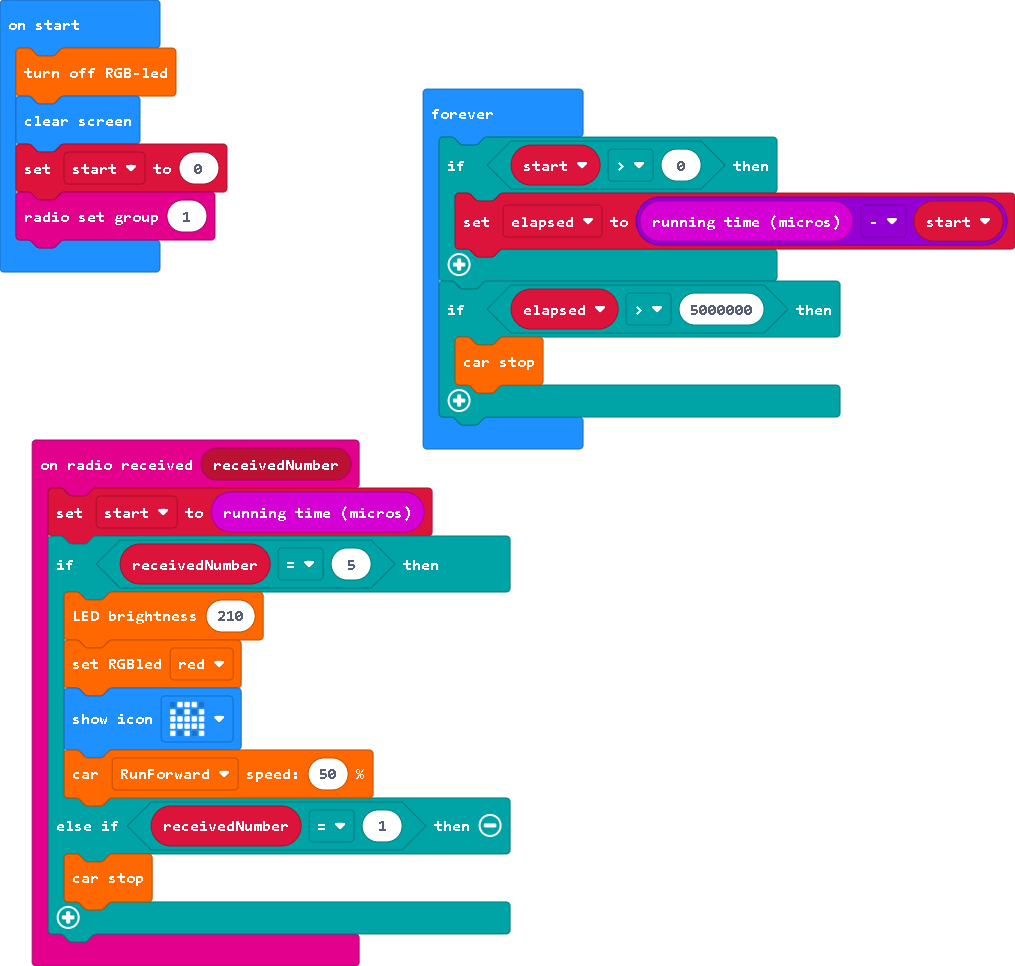 on start
turn off RGB-led
clear screen
set start to 0
radio set group 1
forever
if start > 0 then
set elapsed to running time (micros) - start
if elapsed > 5000000 then
car stop
on radio received receivedNumber
set start to running time (micros)
if receivedNumber = 5 then
LED brightness 210
set RGBled red
show icon
car RunForward speed: 50 %
else if receivedNumber = 1 then
car stop